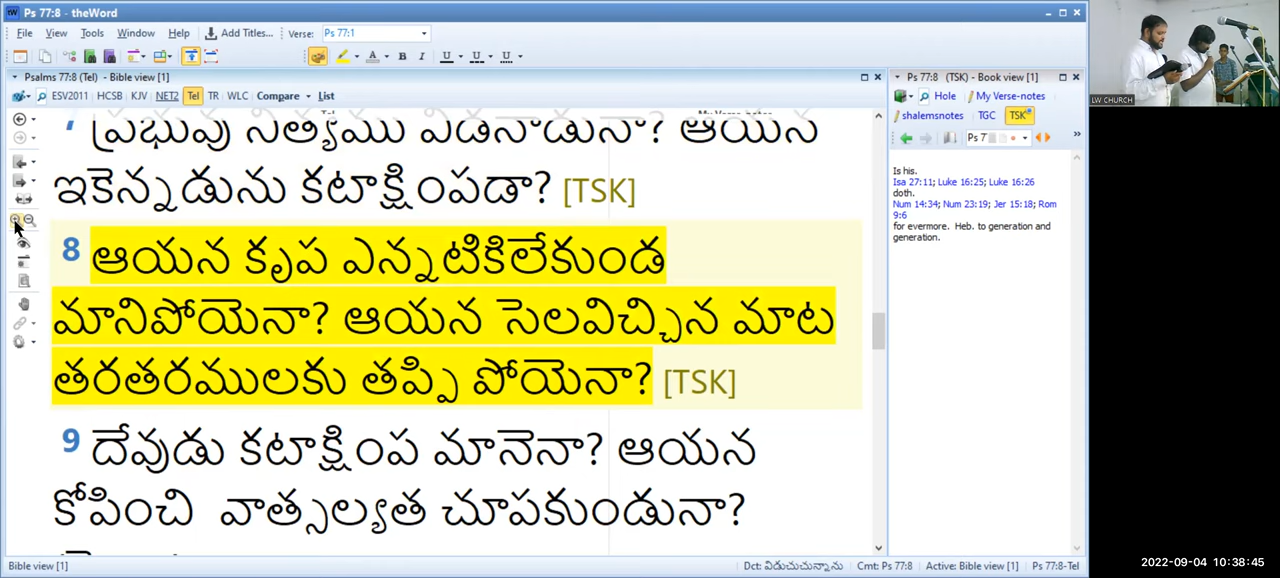 Ps 77:8 - theWord
File View Tools Window Help Add Titles... Verse: Ps 77:1
Psalms 77:8 (Tel) - Bible view [1]
ESV2011 HCSB KJV NET2 Tel TR WLC Compare List
7 ప్రభువు నిత్యము విడనాడునా? ఆయన
ఇకెన్నడును కటాక్షింపడా? [TSK]
8 ఆయన కృప ఎన్నటికిలేకుండ
మానిపోయెనా? ఆయన సెలవిచ్చిన మాట
తరతరములకు తప్పి పోయెనా? [TSK]
9 దేవుడు కటాక్షింప మానెనా? ఆయన
కోపించి వాత్సల్యత చూపకుండునా?
Ps 77:8 (TSK) - Book view [1]
Hole My Verse-notes
shalemsnotes TGC TSK
Ps 7
Is his.
Isa 27:11; Luke 16:25; Luke 16:26
doth.
Num 14:34; Num 23:19; Jer 15:18; Rom
9:6
for evermore. Heb. to generation and
generation.
LW CHURCH
Bible view [1] Dct: విడుచుచున్నాను Cmt: Ps 77:8 Active: Bible view [1] Ps 77:8-Tel
2022-09-04 10:38:45